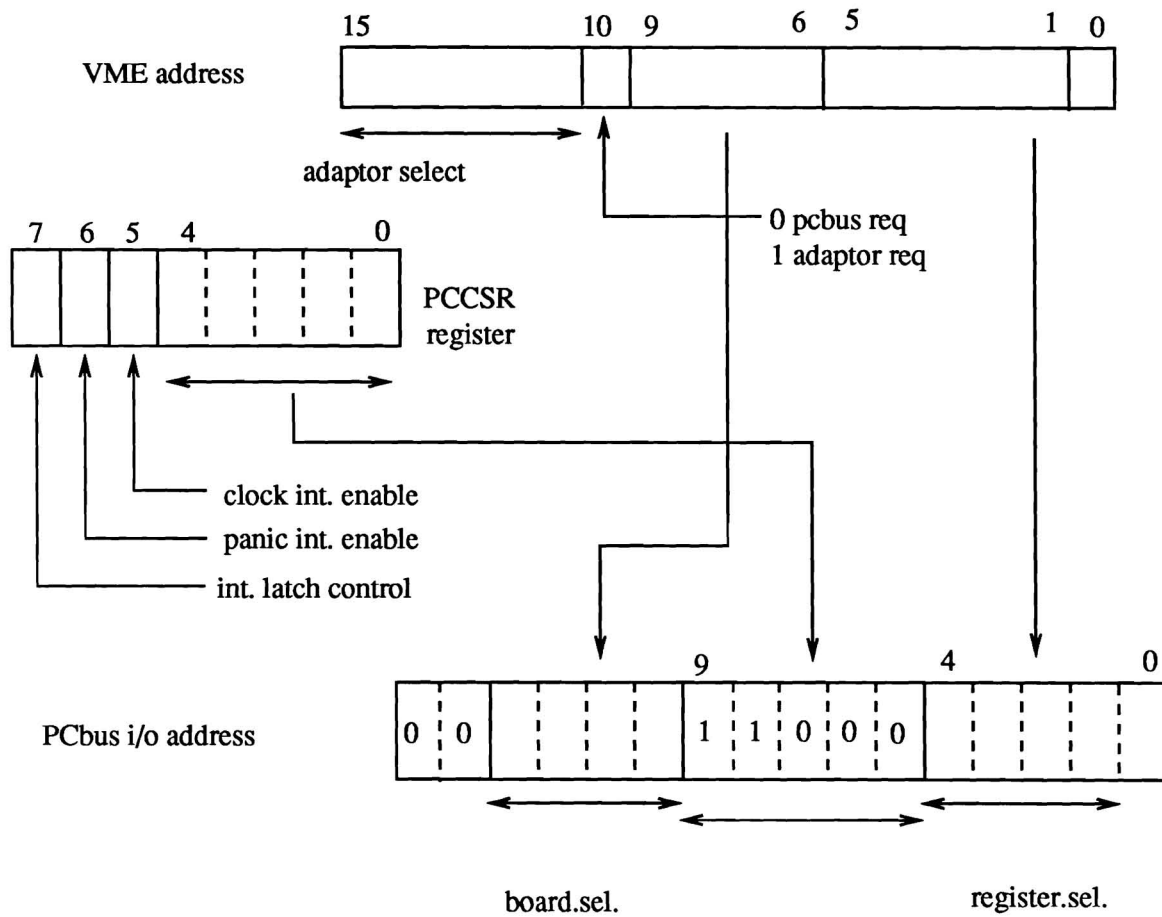 15 10 9 6 5 1 0
VME address
adaptor select
0 pcbus req
1 adaptor req
7 6 5 4 0
PCCSR
register
clock int. enable
panic int. enable
int. latch control
9 4 0
PCbus i/o address
0 0 1 1 0 0 0
board.sel. register.sel.